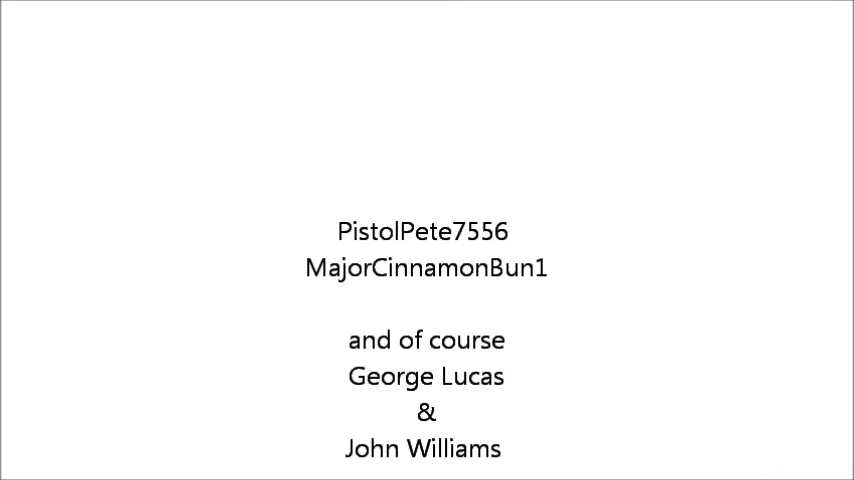 PistolPete7556
MajorCinnamonBun1
and of course
George Lucas
&
John Williams